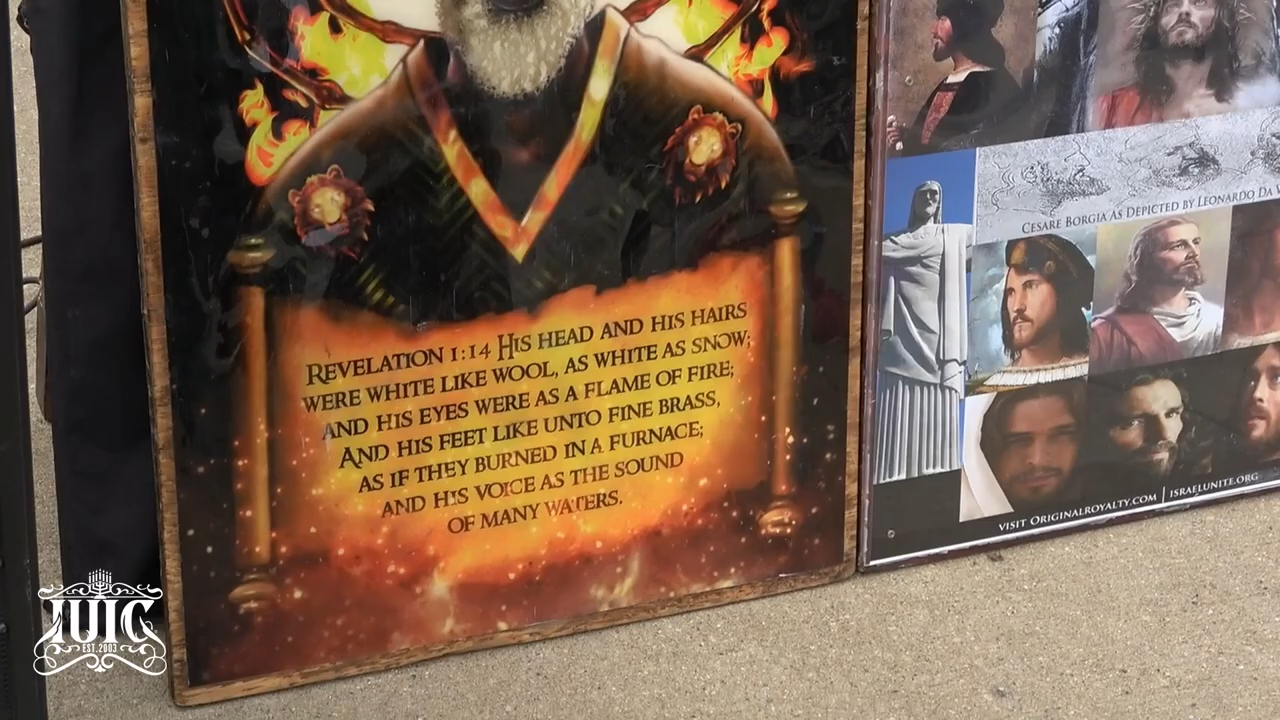 REVELATION 1:14 HIS HEAD AND HIS HAIRS
WERE WHITE LIKE WOOL, AS WHITE AS SNOW;
AND HIS EYES WERE AS A FLAME OF FIRE;
AND HIS FEET LIKE UNTO FINE BRASS,
AS IF THEY BURNED IN A FURNACE;
AND HIS VOICE AS THE SOUND
OF MANY WATERS.
CESARE BORGIA AS DEPICTED BY LEONARDO DA
VISIT ORIGINALROYALTY.COM | ISRAELUNITE.ORG
IUIC
EST. 2003